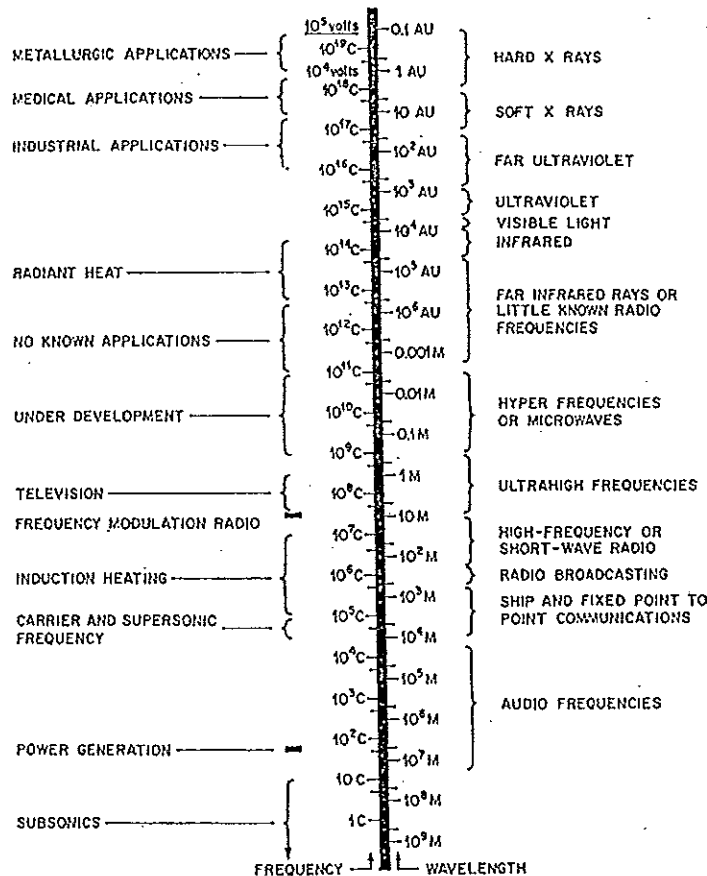 10⁵ volts
0.1 AU
10¹⁹C
METALLURGIC APPLICATIONS
HARD X RAYS
10⁴ volts
1 AU
10¹⁸C
MEDICAL APPLICATIONS
10 AU
SOFT X RAYS
10¹⁷C
INDUSTRIAL APPLICATIONS
10² AU
FAR ULTRAVIOLET
10¹⁶C
10³ AU
ULTRAVIOLET
10¹⁵C
VISIBLE LIGHT
10⁴ AU
INFRARED
10¹⁴C
RADIANT HEAT
10⁵ AU
10¹³C
FAR INFRARED RAYS OR
LITTLE KNOWN RADIO
FREQUENCIES
10⁶ AU
10¹²C
NO KNOWN APPLICATIONS
0.001M
10¹¹C
0.01M
HYPER FREQUENCIES
OR MICROWAVES
10¹⁰C
UNDER DEVELOPMENT
0.1M
10⁹C
1M
ULTRAHIGH FREQUENCIES
TELEVISION
10⁸C
FREQUENCY MODULATION RADIO
10M
10⁷C
HIGH-FREQUENCY OR
SHORT-WAVE RADIO
10²M
INDUCTION HEATING
10⁶C
RADIO BROADCASTING
10³M
SHIP AND FIXED POINT TO
POINT COMMUNICATIONS
10⁵C
CARRIER AND SUPERSONIC
FREQUENCY
10⁴M
10⁴C
10⁵M
10³C
AUDIO FREQUENCIES
10⁶M
10²C
POWER GENERATION
10⁷M
10C
10⁸M
SUBSONICS
1C
10⁹M
FREQUENCY
WAVELENGTH